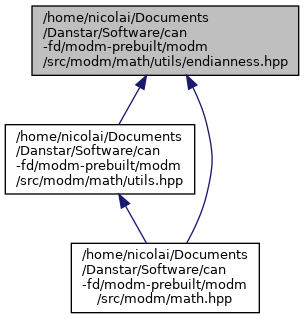 /home/nicolai/Documents
/Danstar/Software/can
-fd/modm-prebuilt/modm
/src/modm/math/utils/endianness.hpp
/home/nicolai/Documents
/Danstar/Software/can
-fd/modm-prebuilt/modm
/src/modm/math/utils.hpp
/home/nicolai/Documents
/Danstar/Software/can
-fd/modm-prebuilt/modm
/src/modm/math.hpp